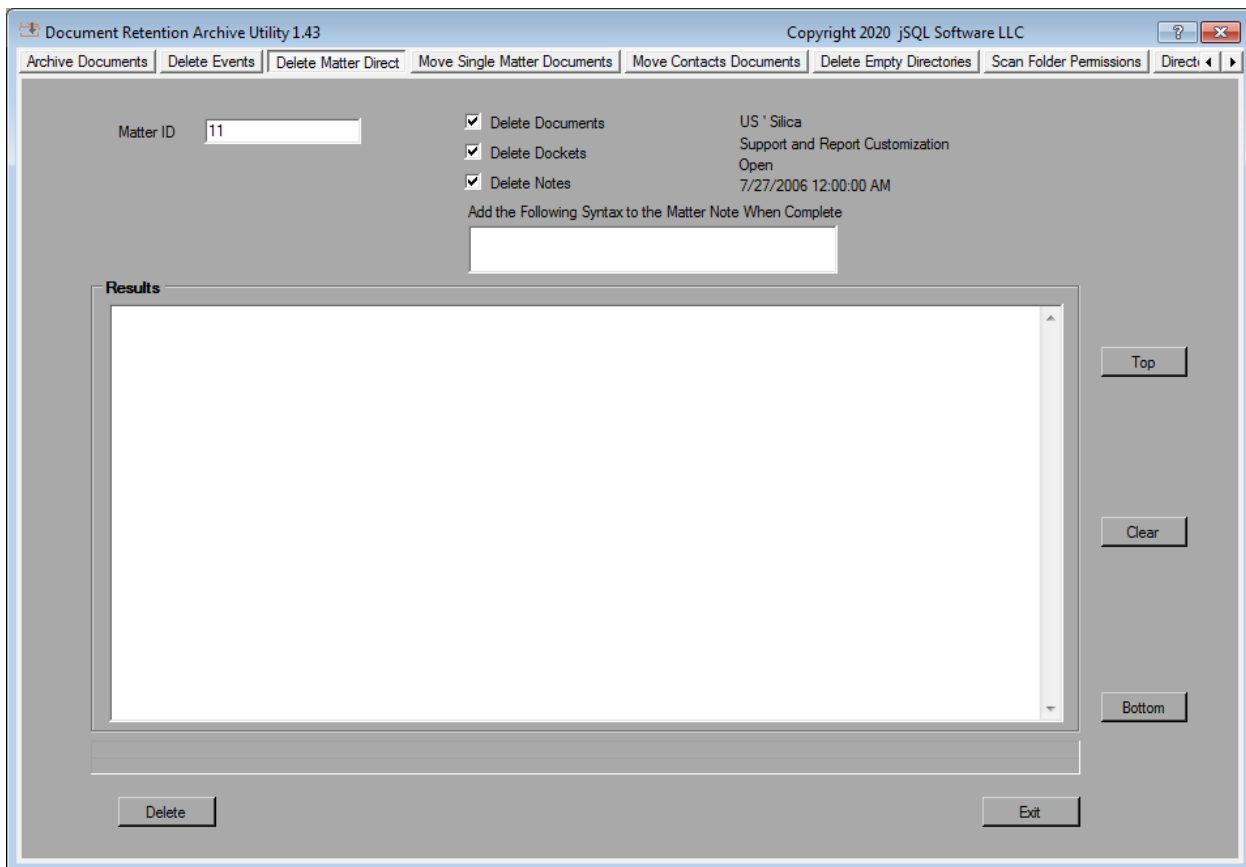 Document Retention Archive Utility 1.43 Copyright 2020 jSQL Software LLC ?
Archive Documents Delete Events Delete Matter Direct Move Single Matter Documents Move Contacts Documents Delete Empty Directories Scan Folder Permissions Direct
Matter ID 11
Delete Documents
Delete Dockets
Delete Notes
US ' Silica
Support and Report Customization
Open
7/27/2006 12:00:00 AM
Add the Following Syntax to the Matter Note When Complete
Results
Top
Clear
Bottom
Delete Exit